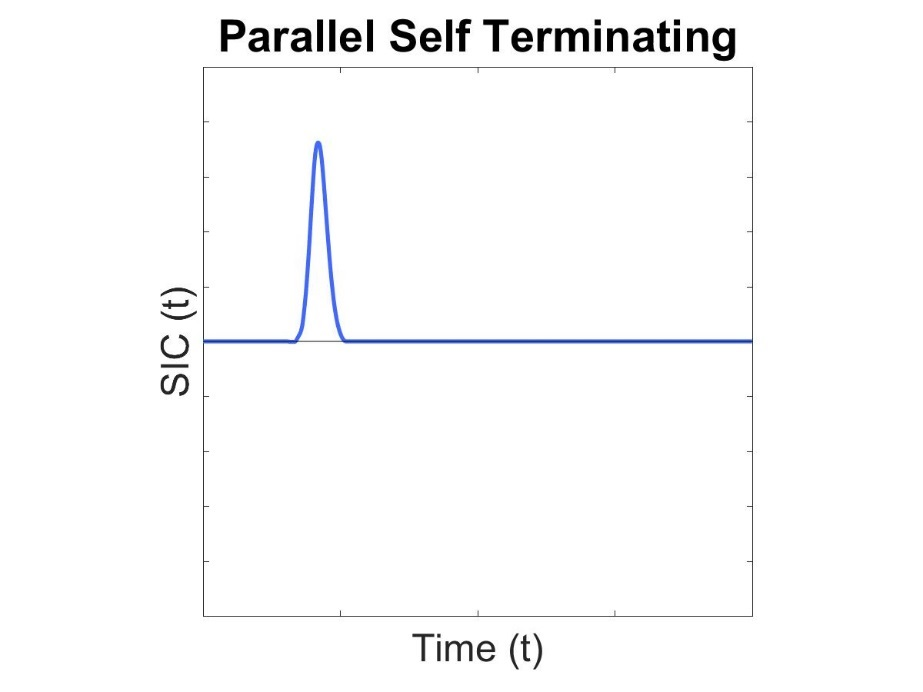 Parallel Self Terminating
SIC (t)
Time (t)